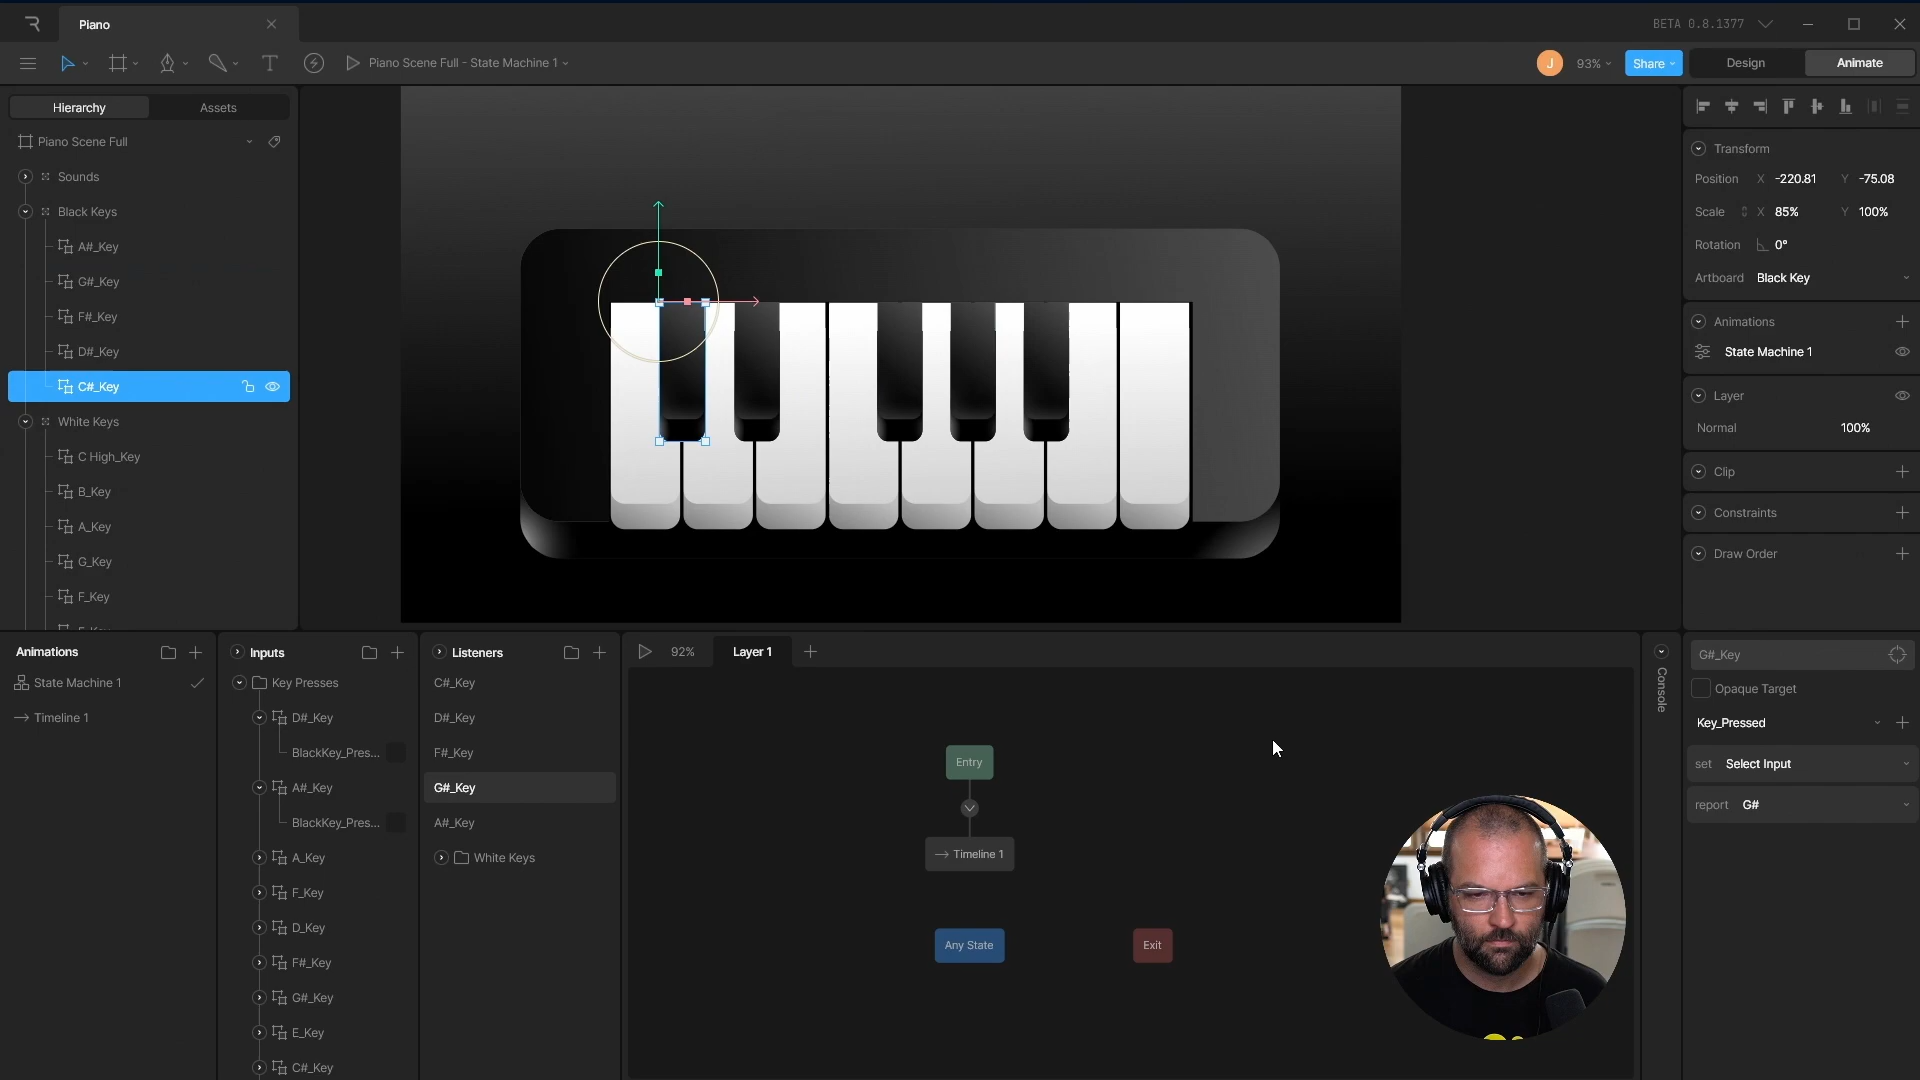 Piano
BETA 0.8.1377
Piano Scene Full - State Machine 1
J
93%
Share
Design
Animate
Hierarchy
Assets
Piano Scene Full
Sounds
Black Keys
A#_Key
G#_Key
F#_Key
D#_Key
C#_Key
White Keys
C High_Key
B_Key
A_Key
G_Key
F_Key
Transform
Position X -220.81 Y -75.08
Scale X 85% Y 100%
Rotation 0°
Artboard Black Key
Animations
State Machine 1
Layer
Normal 100%
Clip
Constraints
Draw Order
Animations
State Machine 1
Timeline 1
Inputs
Key Presses
D#_Key
BlackKey_Pres...
A#_Key
BlackKey_Pres...
A_Key
F_Key
D_Key
F#_Key
G#_Key
E_Key
C#_Key
Listeners
C#_Key
D#_Key
F#_Key
G#_Key
A#_Key
White Keys
92%
Layer 1
Entry
Timeline 1
Any State
Exit
Console
G#_Key
Opaque Target
Key_Pressed
set Select Input
report G#